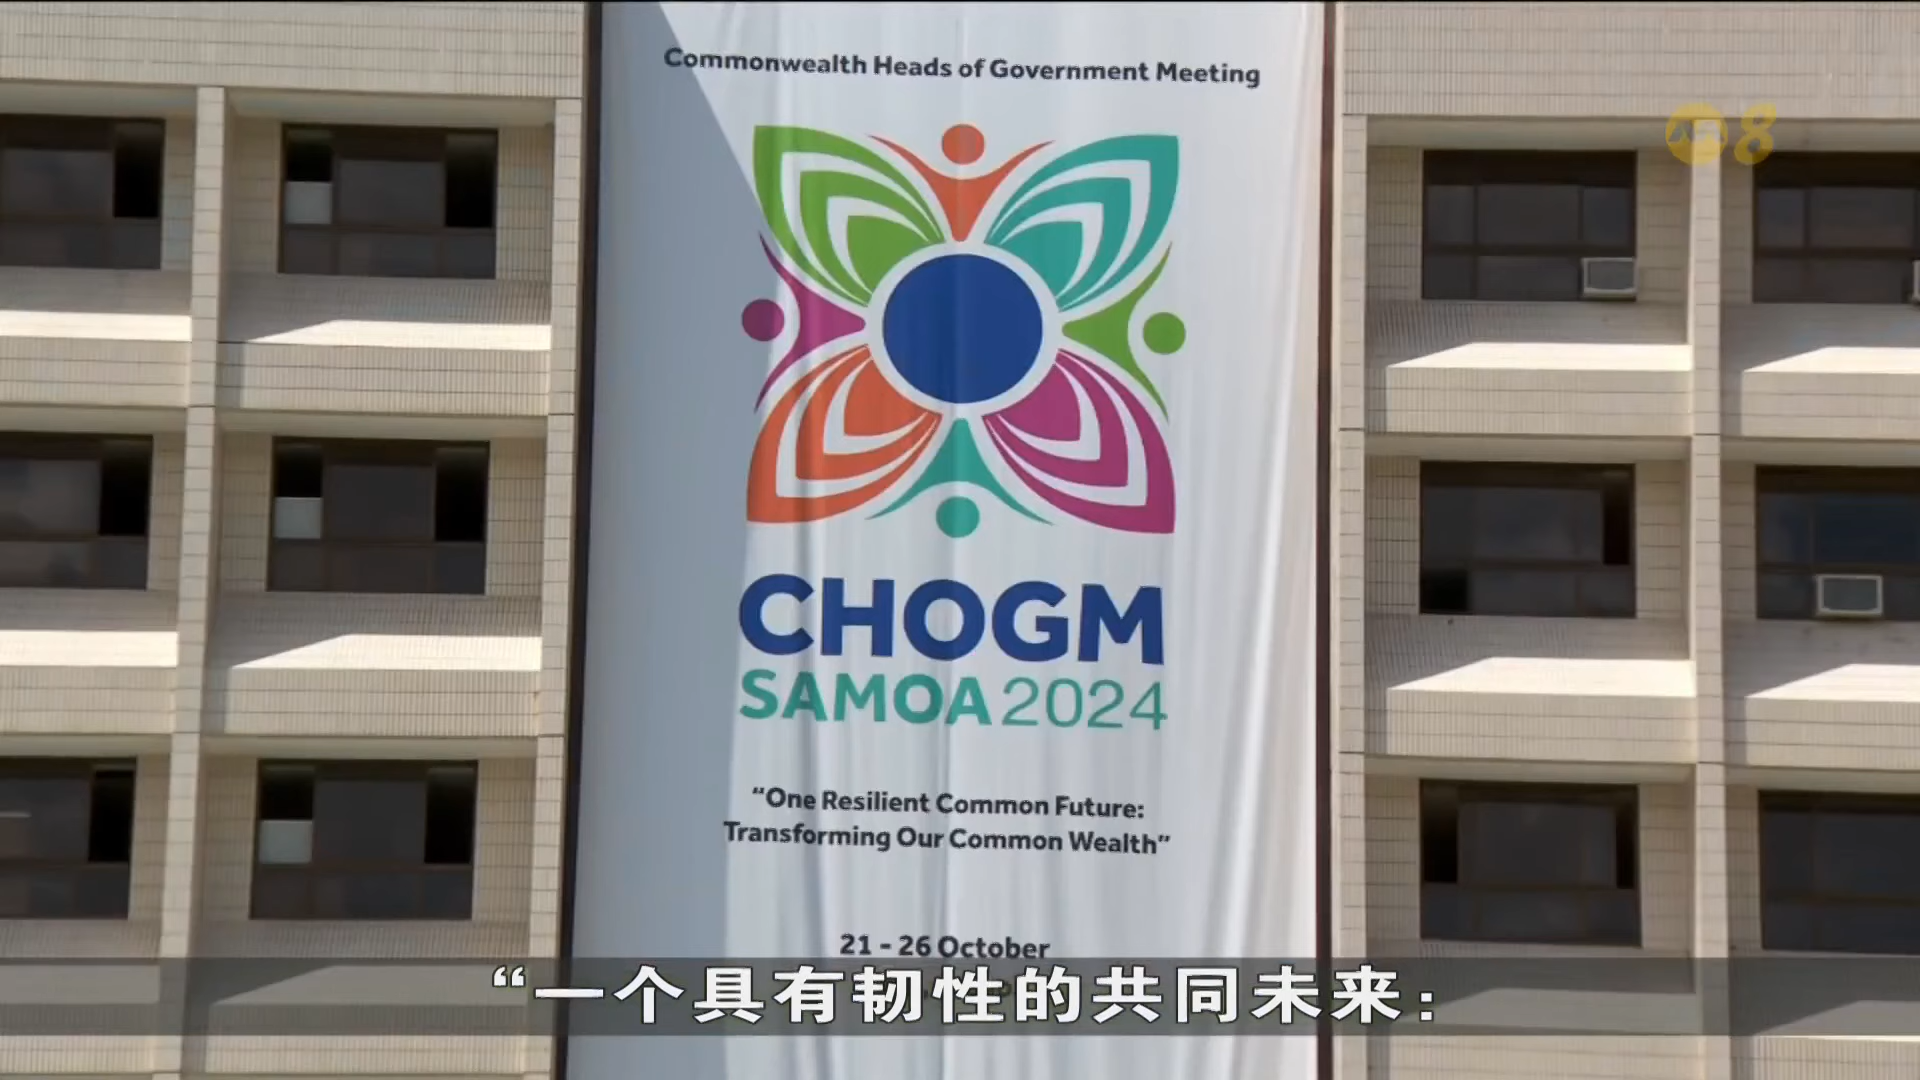 Commonwealth Heads of Government Meeting
8
CHOGM
SAMOA 2024
“One Resilient Common Future:
Transforming Our Common Wealth”
21 - 26 October
“一个具有韧性的共同未来：